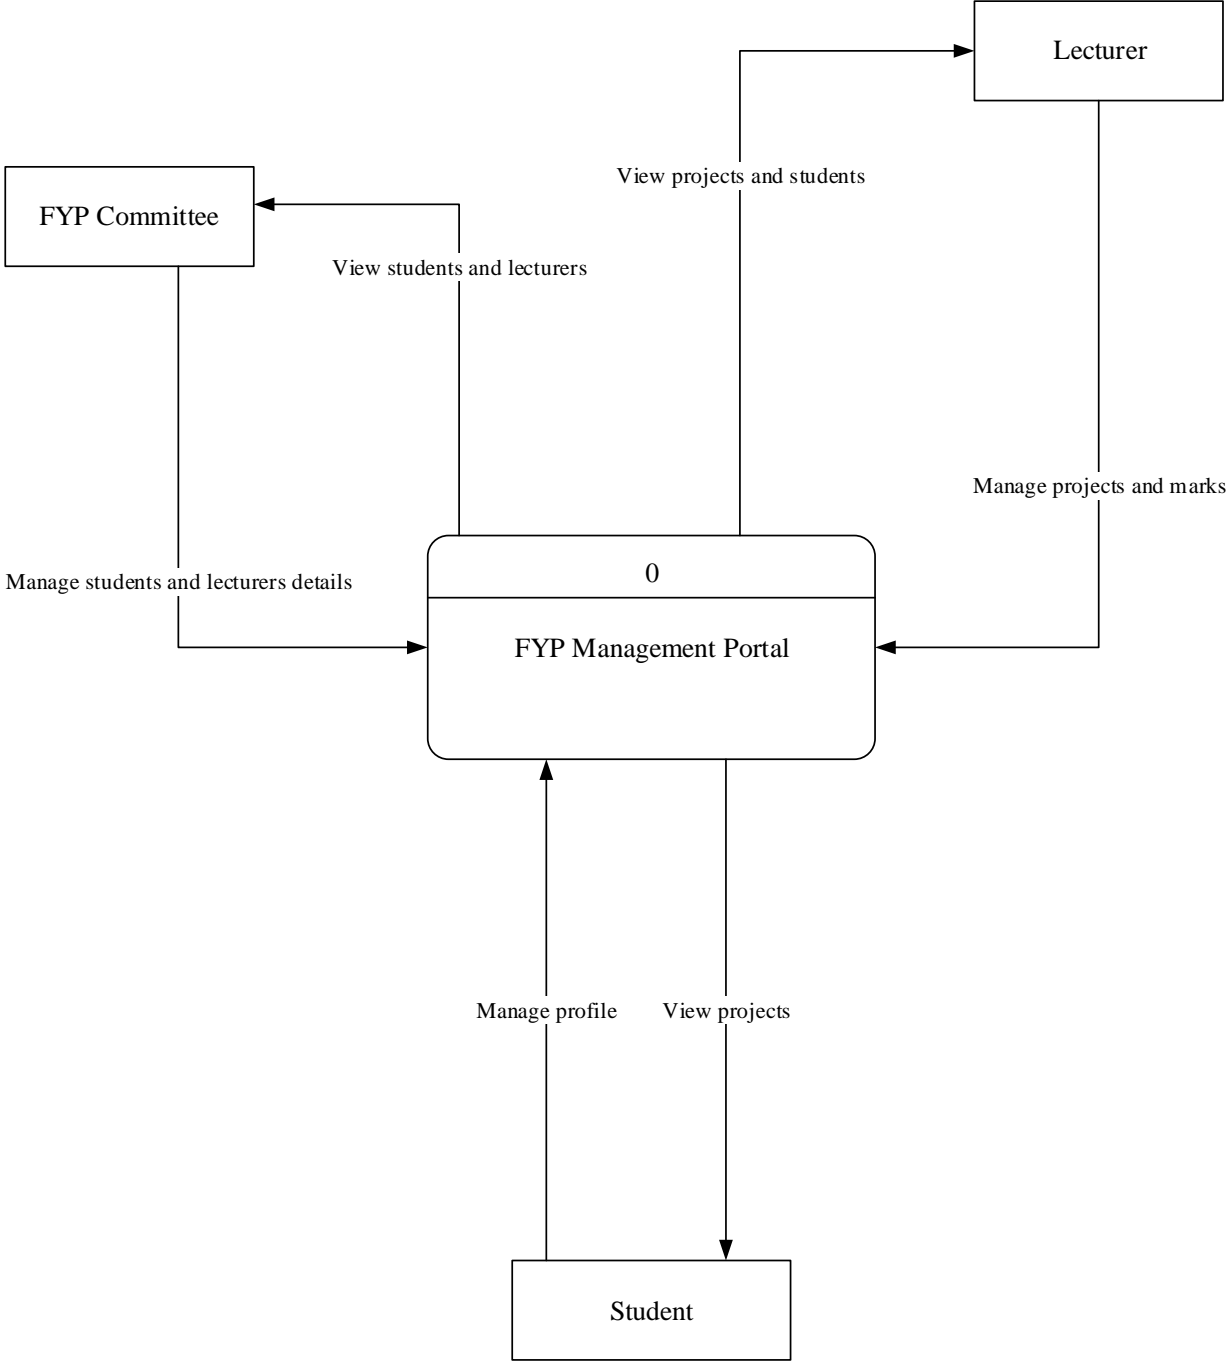 Lecturer
View projects and students
FYP Committee
View students and lecturers
Manage projects and marks
0
Manage students and lecturers details
FYP Management Portal
Manage profile
View projects
Student